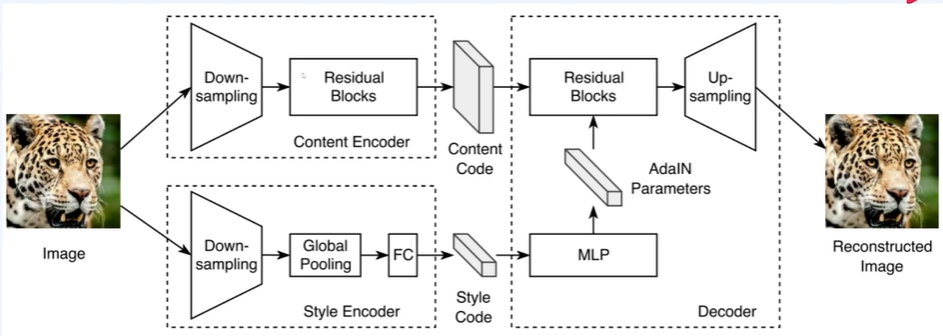 Down-
sampling
Residual
Blocks
Content Encoder
Content
Code
Residual
Blocks
Up-
sampling
AdaIN
Parameters
Image
Down-
sampling
Global
Pooling
FC
Style Encoder
Style
Code
MLP
Decoder
Reconstructed
Image